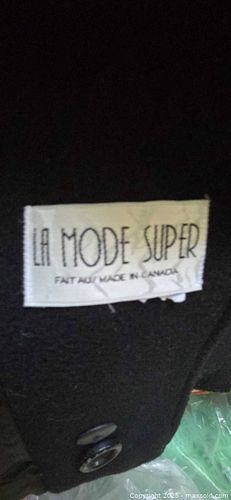 LA MODE SUPER
FAIT AU/MADE IN CANADA
Copyright 2025 - maxsold.com